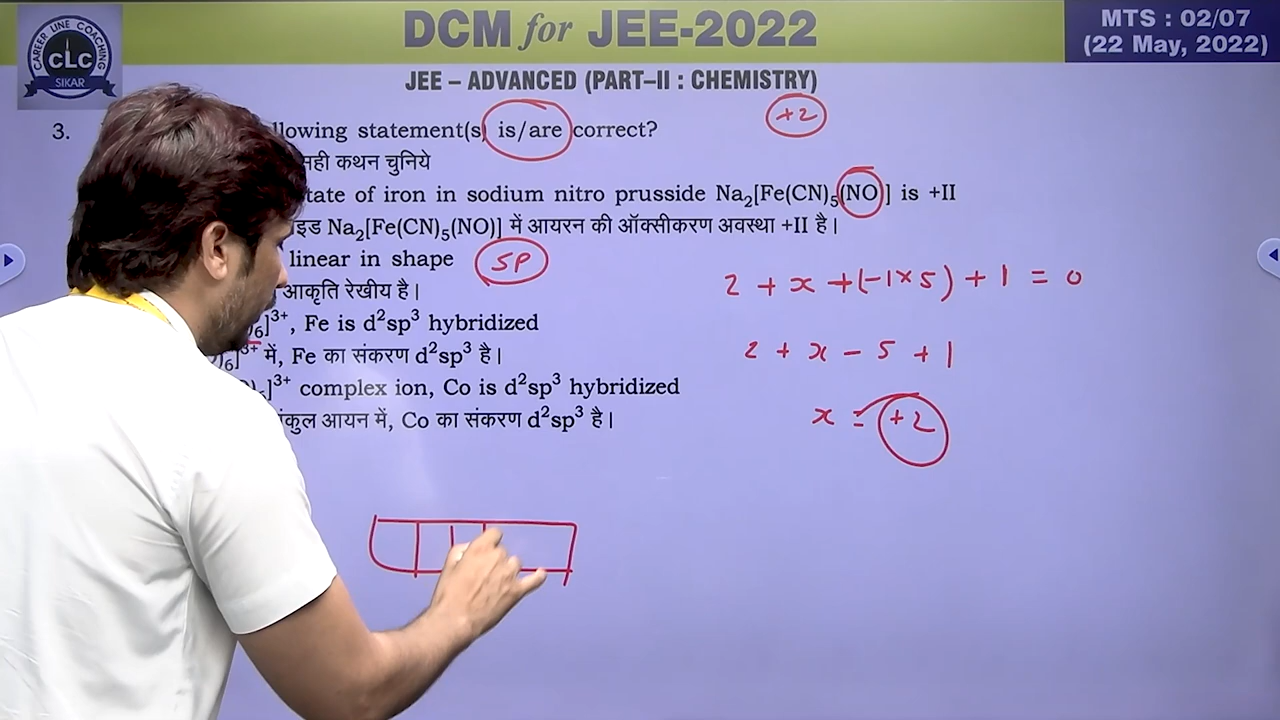 DCM for JEE-2022
MTS : 02/07
(22 May, 2022)
CAREER LINE COACHING
CLC
SIKAR
JEE – ADVANCED (PART–II : CHEMISTRY)
+2
3. llowing statement(s) is/are correct?
सही कथन चुनिये
state of iron in sodium nitro prusside Na₂[Fe(CN)₅(NO)] is +II
इड Na₂[Fe(CN)₅(NO)] में आयरन की ऑक्सीकरण अवस्था +II है।
linear in shape
SP
आकृति रेखीय है।
2 + x + (-1×5) + 1 = 0
₆]³⁺, Fe is d²sp³ hybridized
)₆]³⁺ में, Fe का संकरण d²sp³ है।
2 + x - 5 + 1
]³⁺ complex ion, Co is d²sp³ hybridized
कुल आयन में, Co का संकरण d²sp³ है।
x = +2